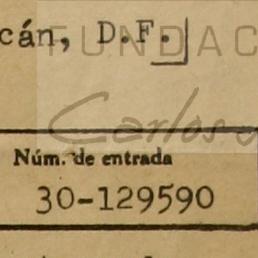 cán, D.F.
FUNDAC
Carlos
Núm. de entrada
30-129590